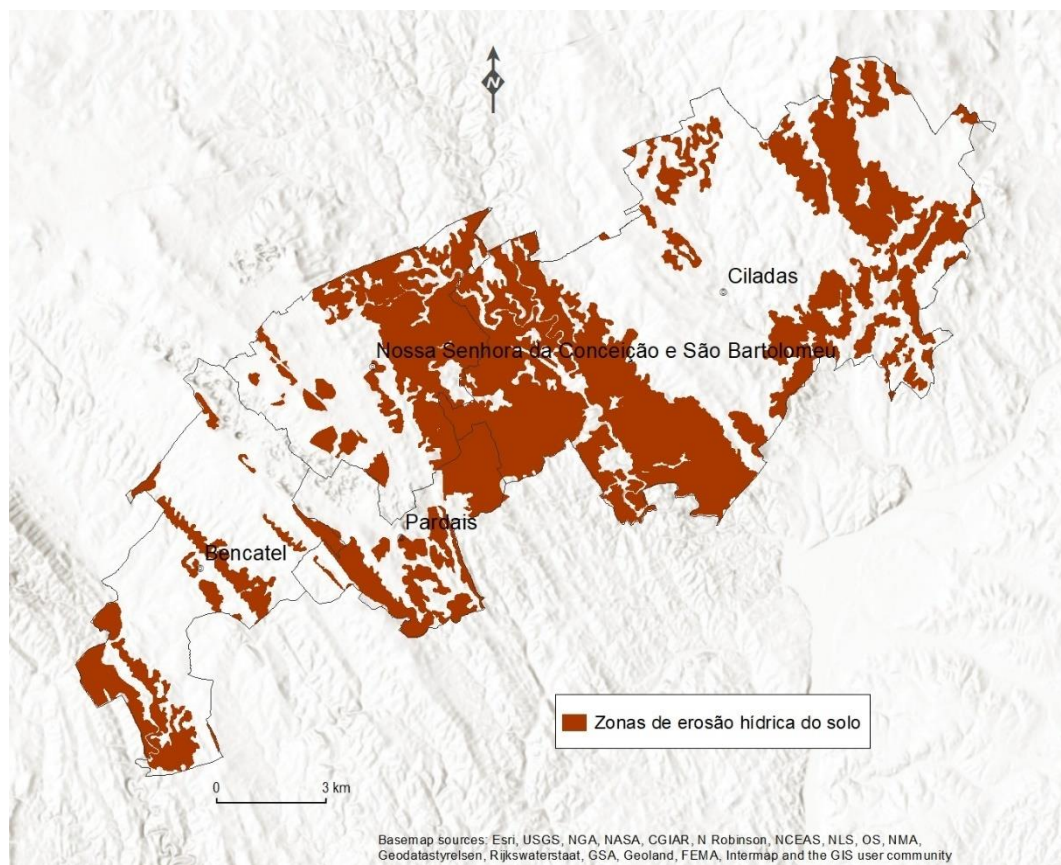 N
Ciladas
Nossa Senhora da Conceição e São Bartolomeu
Pardais
Bencatel
Zonas de erosão hídrica do solo
0 3 km
Basemap sources: Esri, USGS, NGA, NASA, CGIAR, N Robinson, NCEAS, NLS, OS, NMA,
Geodatastyrelsen, Rijkswaterstaat, GSA, Geoland, FEMA, Intermap and the GIS user community